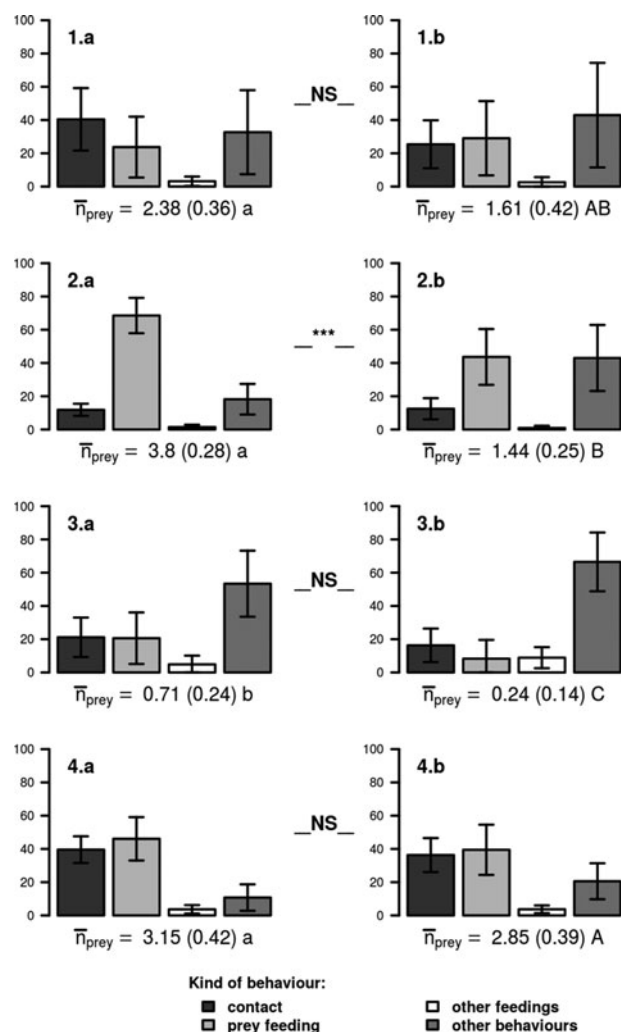 1.a
1.b
100
80
60
40
20
0
_NS_
100
80
60
40
20
0
n̅prey = 2.38 (0.36) a
n̅prey = 1.61 (0.42) AB
2.a
2.b
100
80
60
40
20
0
_***_
100
80
60
40
20
0
n̅prey = 3.8 (0.28) a
n̅prey = 1.44 (0.25) B
3.a
3.b
100
80
60
40
20
0
_NS_
100
80
60
40
20
0
n̅prey = 0.71 (0.24) b
n̅prey = 0.24 (0.14) C
4.a
4.b
100
80
60
40
20
0
_NS_
100
80
60
40
20
0
n̅prey = 3.15 (0.42) a
n̅prey = 2.85 (0.39) A
Kind of behaviour:
contact
other feedings
prey feeding
other behaviours